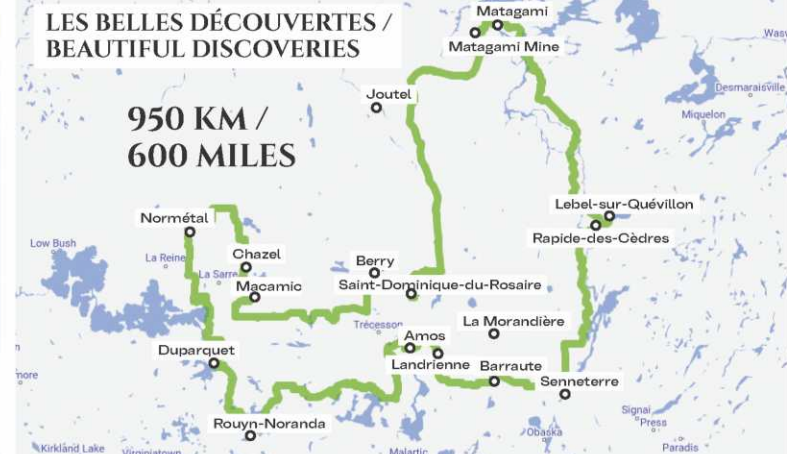 LES BELLES DÉCOUVERTES /
BEAUTIFUL DISCOVERIES
950 KM /
600 MILES
Matagami
Matagami Mine
Joutel
Desmaraisville
Miquelon
Lebel-sur-Quévillon
Rapide-des-Cèdres
Normétal
Low Bush
La Reine
Chazel
La Sarre
Macamic
Berry
Saint-Dominique-du-Rosaire
Trécesson
La Morandière
Amos
Landrienne
Barraute
Senneterre
Duparquet
Rouyn-Noranda
Signai
Press
Obaska
Paradis
Malartic
Kirkland Lake
Virginiatown